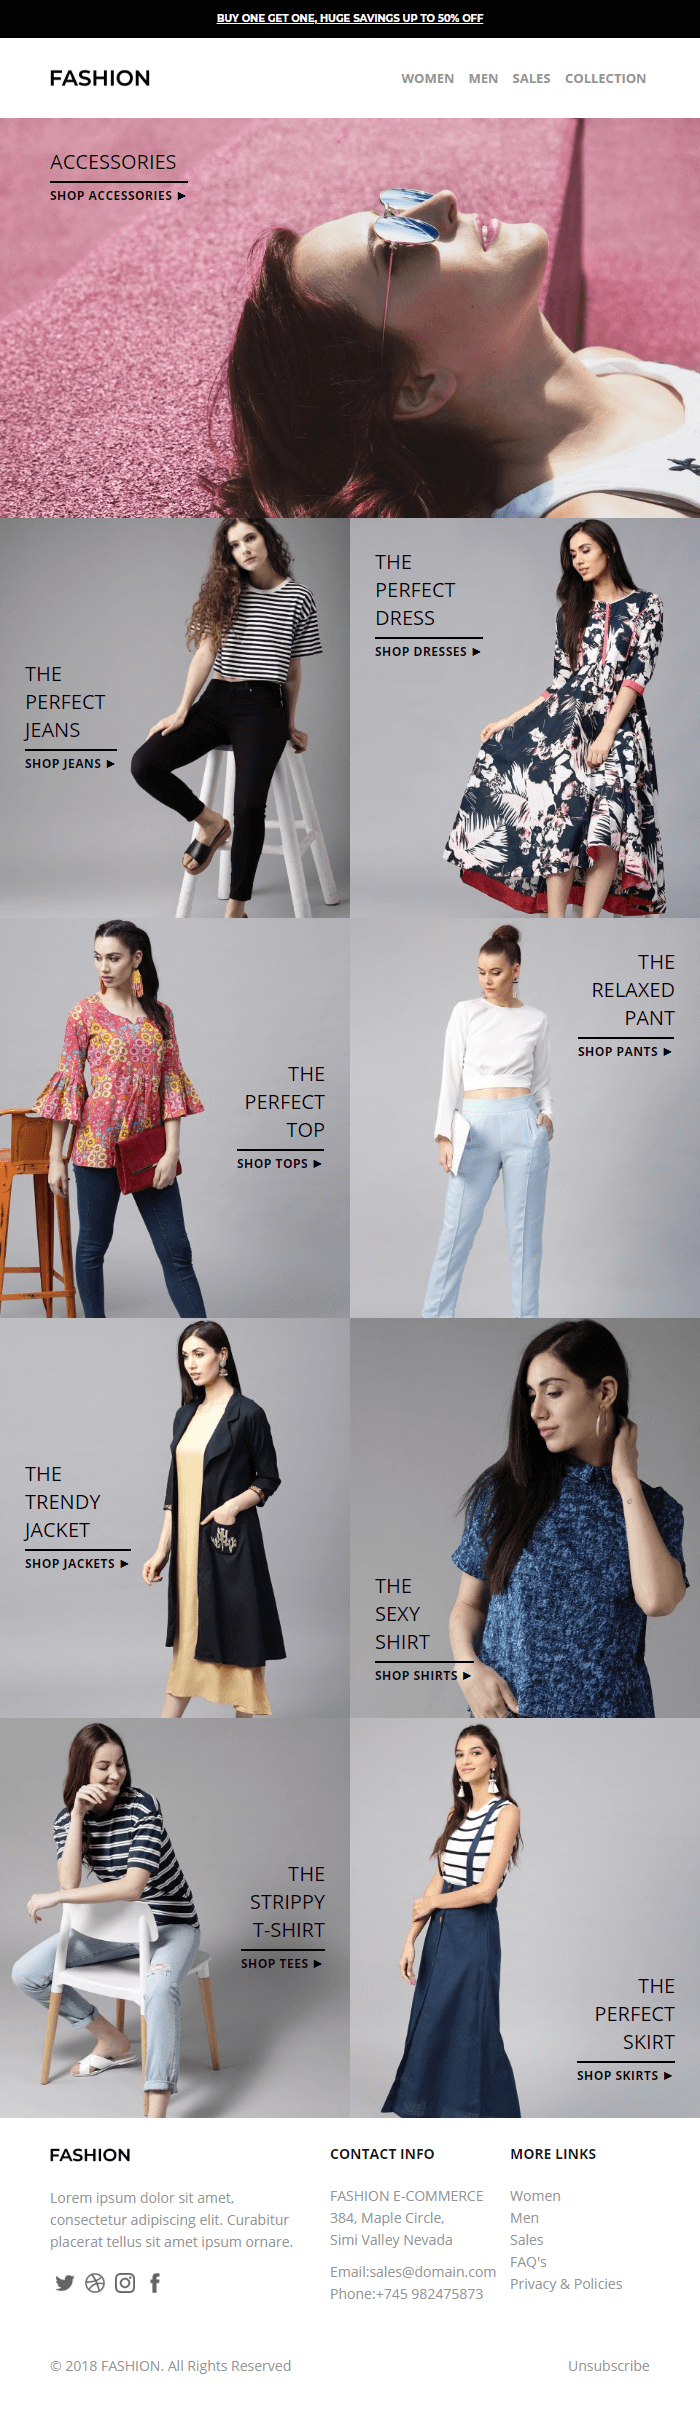 BUY ONE GET ONE, HUGE SAVINGS UP TO 50% OFF
FASHION
WOMEN MEN SALES COLLECTION
ACCESSORIES
SHOP ACCESSORIES ▶
THE
PERFECT
JEANS
SHOP JEANS ▶
THE
PERFECT
DRESS
SHOP DRESSES ▶
THE
PERFECT
TOP
SHOP TOPS ▶
THE
RELAXED
PANT
SHOP PANTS ▶
THE
TRENDY
JACKET
SHOP JACKETS ▶
THE
SEXY
SHIRT
SHOP SHIRTS ▶
THE
STRIPPY
T-SHIRT
SHOP TEES ▶
THE
PERFECT
SKIRT
SHOP SKIRTS ▶
FASHION
Lorem ipsum dolor sit amet,
consectetur adipiscing elit. Curabitur
placerat tellus sit amet ipsum ornare.
CONTACT INFO
FASHION E-COMMERCE
384, Maple Circle,
Simi Valley Nevada
Email:sales@domain.com
Phone:+745 982475873
MORE LINKS
Women
Men
Sales
FAQ's
Privacy & Policies
© 2018 FASHION. All Rights Reserved
Unsubscribe